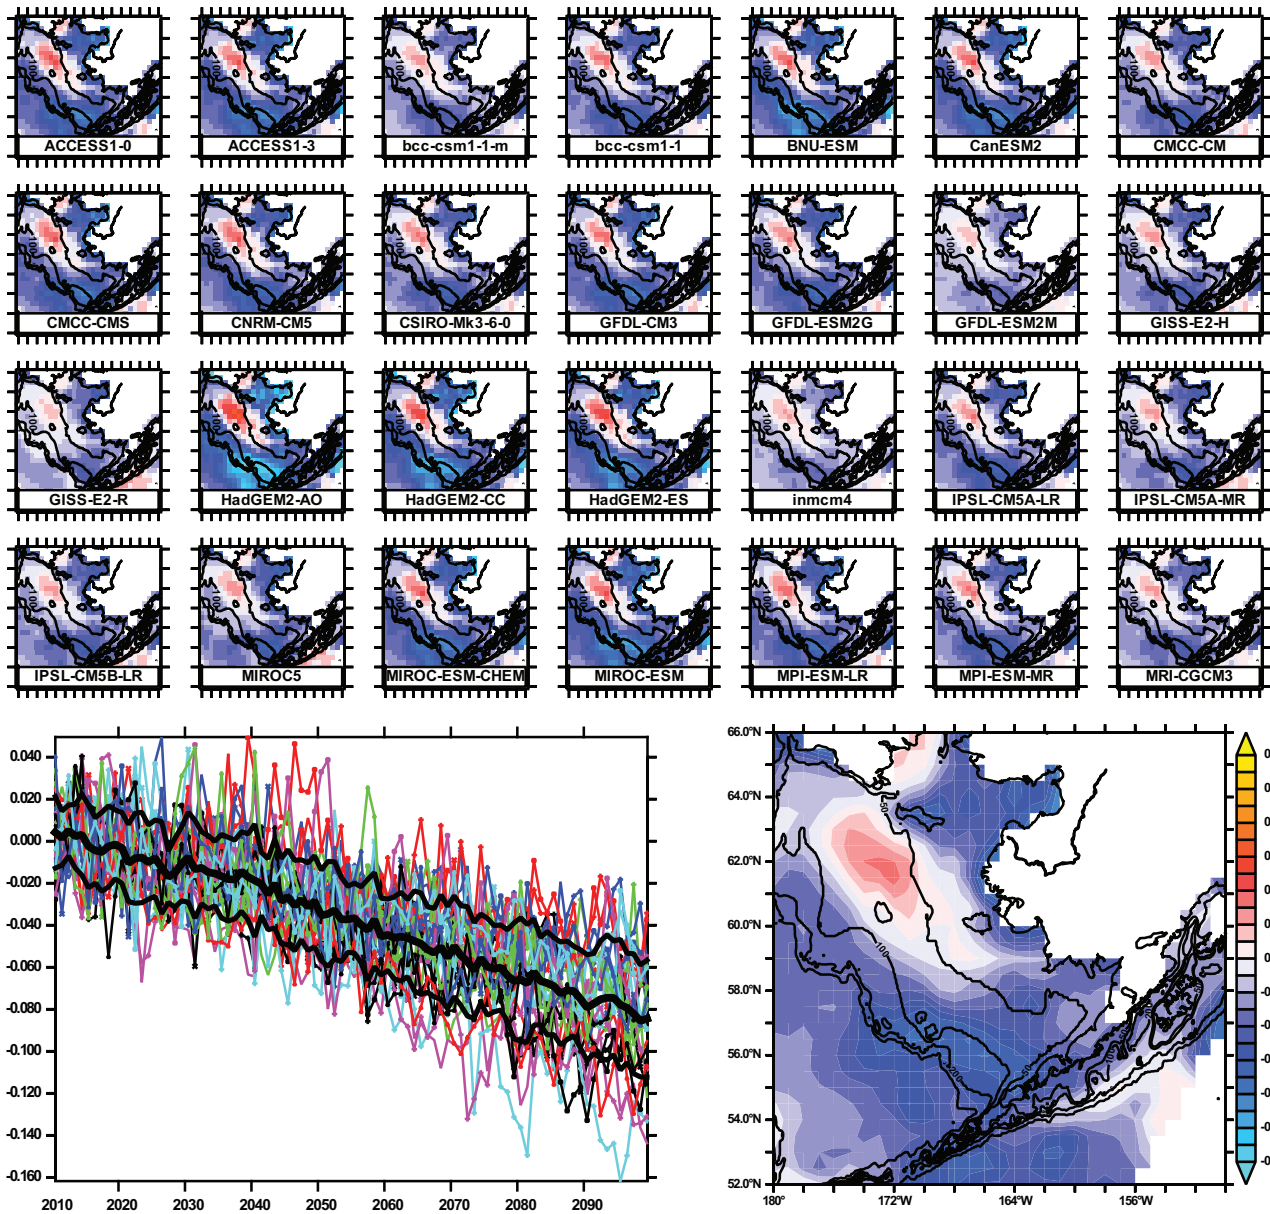 ACCESS1-0 ACCESS1-3 bcc-csm1-1-m bcc-csm1-1 BNU-ESM CanESM2 CMCC-CM
CMCC-CMS CNRM-CM5 CSIRO-Mk3-6-0 GFDL-CM3 GFDL-ESM2G GFDL-ESM2M GISS-E2-H
GISS-E2-R HadGEM2-AO HadGEM2-CC HadGEM2-ES inmcm4 IPSL-CM5A-LR IPSL-CM5A-MR
IPSL-CM5B-LR MIROC5 MIROC-ESM-CHEM MIROC-ESM MPI-ESM-LR MPI-ESM-MR MRI-CGCM3
0.040
0.020
0.000
-0.020
-0.040
-0.060
-0.080
-0.100
-0.120
-0.140
-0.160
2010 2020 2030 2040 2050 2060 2070 2080 2090
66.0°N
64.0°N
62.0°N
60.0°N
58.0°N
56.0°N
54.0°N
52.0°N
180° 172°W 164°W 156°W